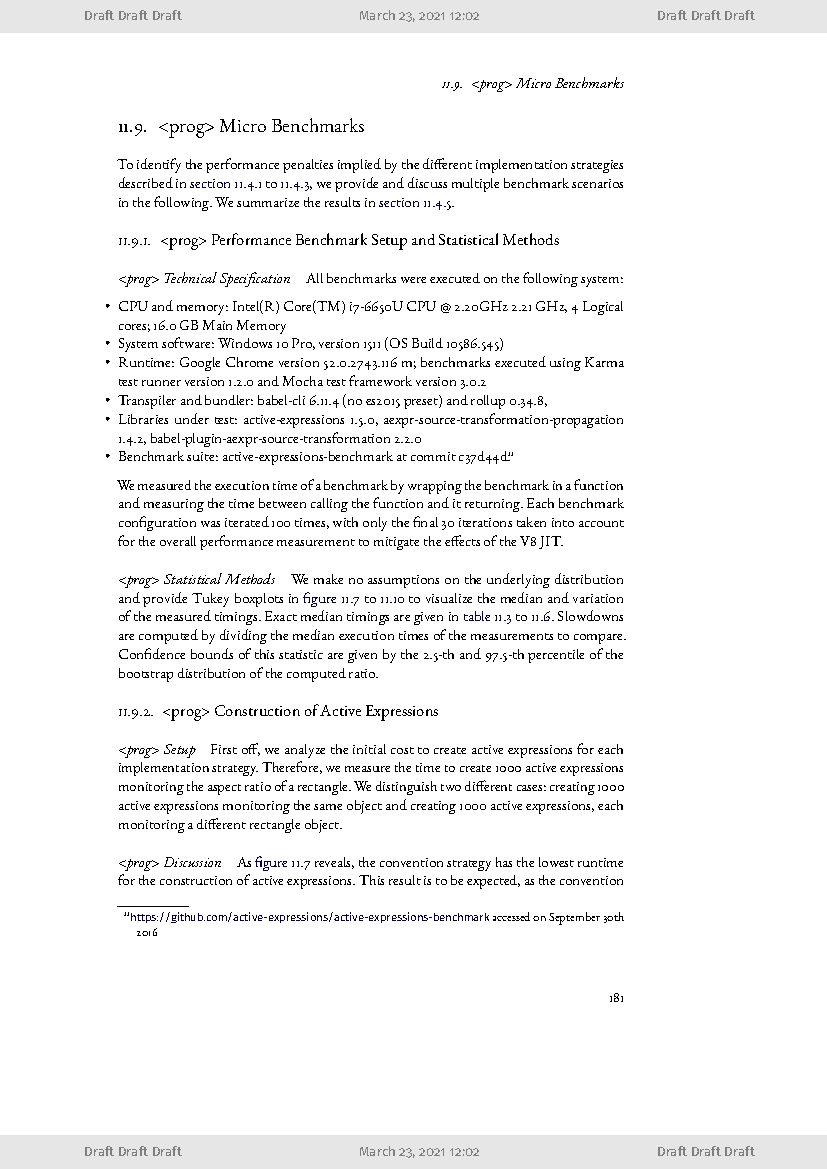 Draft Draft Draft March 23, 2021 12:02 Draft Draft Draft
11.9. <prog> Micro Benchmarks
11.9. <prog> Micro Benchmarks
To identify the performance penalties implied by the different implementation strategies
described in section 11.4.1 to 11.4.3, we provide and discuss multiple benchmark scenarios
in the following. We summarize the results in section 11.4.5.
11.9.1. <prog> Performance Benchmark Setup and Statistical Methods
<prog> Technical Specification All benchmarks were executed on the following system:
• CPU and memory: Intel(R) Core(TM) i7-6650U CPU @ 2.20GHz 2.21 GHz, 4 Logical
cores; 16.0 GB Main Memory
• System software: Windows 10 Pro, version 1511 (OS Build 10586.545)
• Runtime: Google Chrome version 52.0.2743.116 m; benchmarks executed using Karma
test runner version 1.2.0 and Mocha test framework version 3.0.2
• Transpiler and bundler: babel-cli 6.11.4 (no es2015 preset) and rollup 0.34.8,
• Libraries under test: active-expressions 1.5.0, aexpr-source-transformation-propagation
1.4.2, babel-plugin-aexpr-source-transformation 2.2.0
• Benchmark suite: active-expressions-benchmark at commit c37d44d¹¹
We measured the execution time of a benchmark by wrapping the benchmark in a function
and measuring the time between calling the function and it returning. Each benchmark
configuration was iterated 100 times, with only the final 30 iterations taken into account
for the overall performance measurement to mitigate the effects of the V8 JIT.
<prog> Statistical Methods We make no assumptions on the underlying distribution
and provide Tukey boxplots in figure 11.7 to 11.10 to visualize the median and variation
of the measured timings. Exact median timings are given in table 11.3 to 11.6. Slowdowns
are computed by dividing the median execution times of the measurements to compare.
Confidence bounds of this statistic are given by the 2.5-th and 97.5-th percentile of the
bootstrap distribution of the computed ratio.
11.9.2. <prog> Construction of Active Expressions
<prog> Setup First off, we analyze the initial cost to create active expressions for each
implementation strategy. Therefore, we measure the time to create 1000 active expressions
monitoring the aspect ratio of a rectangle. We distinguish two different cases: creating 1000
active expressions monitoring the same object and creating 1000 active expressions, each
monitoring a different rectangle object.
<prog> Discussion As figure 11.7 reveals, the convention strategy has the lowest runtime
for the construction of active expressions. This result is to be expected, as the convention
¹¹https://github.com/active-expressions/active-expressions-benchmark accessed on September 30th
2016
181
Draft Draft Draft March 23, 2021 12:02 Draft Draft Draft